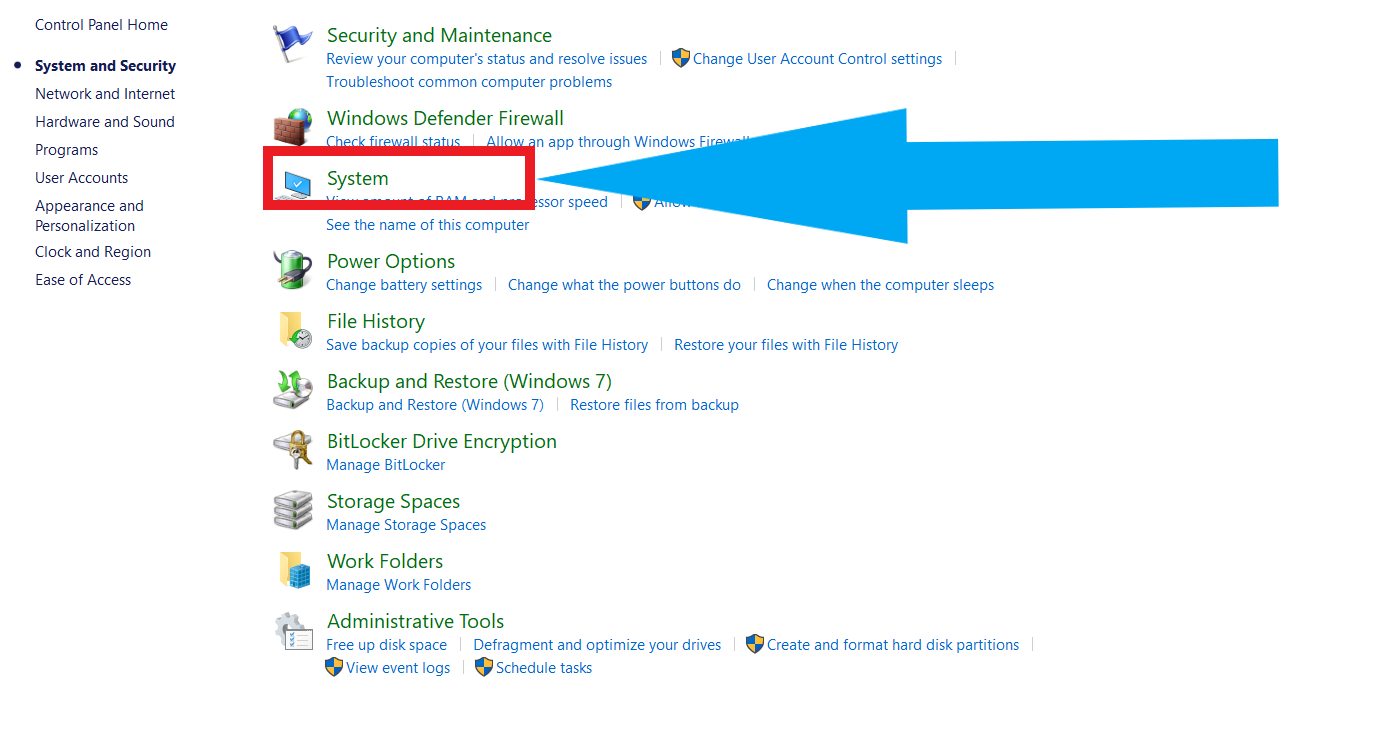 Control Panel Home
System and Security
Network and Internet
Hardware and Sound
Programs
User Accounts
Appearance and
Personalization
Clock and Region
Ease of Access
Security and Maintenance
Review your computer's status and resolve issues
Change User Account Control settings
Troubleshoot common computer problems
Windows Defender Firewall
Check firewall status
Allow an app through Windows Firewall
System
View amount of RAM and processor speed
See the name of this computer
Power Options
Change battery settings
Change what the power buttons do
Change when the computer sleeps
File History
Save backup copies of your files with File History
Restore your files with File History
Backup and Restore (Windows 7)
Backup and Restore (Windows 7)
Restore files from backup
BitLocker Drive Encryption
Manage BitLocker
Storage Spaces
Manage Storage Spaces
Work Folders
Manage Work Folders
Administrative Tools
Free up disk space
Defragment and optimize your drives
Create and format hard disk partitions
View event logs
Schedule tasks